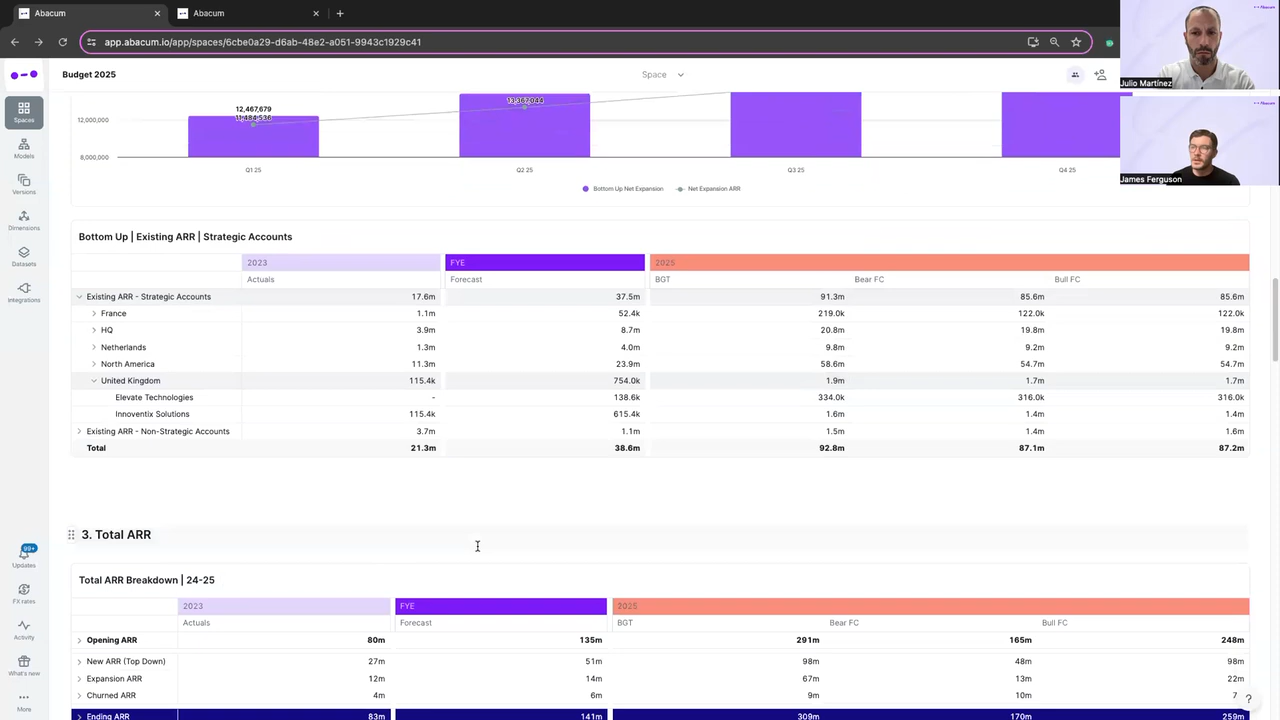 Abacum
Abacum
app.abacum.io/app/spaces/6cbe0a29-d6ab-48e2-a051-9943c1929c41
Abacum
Julio Martínez
Abacum
James Ferguson
Budget 2025
Space
Spaces
Models
Versions
Dimensions
Datasets
Integrations
99+
Updates
FX rates
Activity
What's new
More
12,467,679
11,484,536
13,367,044
12,000,000
8,000,000
Q1 25 Q2 25 Q3 25 Q4 25
Bottom Up Net Expansion Net Expansion ARR
Bottom Up | Existing ARR | Strategic Accounts
2023 FYE 2025
Actuals Forecast BGT Bear FC Bull FC
Existing ARR - Strategic Accounts 17.6m 37.5m 91.3m 85.6m 85.6m
France 1.1m 52.4k 219.0k 122.0k 122.0k
HQ 3.9m 8.7m 20.8m 19.8m 19.8m
Netherlands 1.3m 4.0m 9.8m 9.2m 9.2m
North America 11.3m 23.9m 58.6m 54.7m 54.7m
United Kingdom 115.4k 754.0k 1.9m 1.7m 1.7m
Elevate Technologies - 138.6k 334.0k 316.0k 316.0k
Innoventix Solutions 115.4k 615.4k 1.6m 1.4m 1.4m
Existing ARR - Non-Strategic Accounts 3.7m 1.1m 1.5m 1.4m 1.6m
Total 21.3m 38.6m 92.8m 87.1m 87.2m
3. Total ARR
Total ARR Breakdown | 24-25
2023 FYE 2025
Actuals Forecast BGT Bear FC Bull FC
Opening ARR 80m 135m 291m 165m 248m
New ARR (Top Down) 27m 51m 98m 48m 98m
Expansion ARR 12m 14m 67m 13m 22m
Churned ARR 4m 6m 9m 10m 7
Ending ARR 83m 141m 309m 170m 259m
?